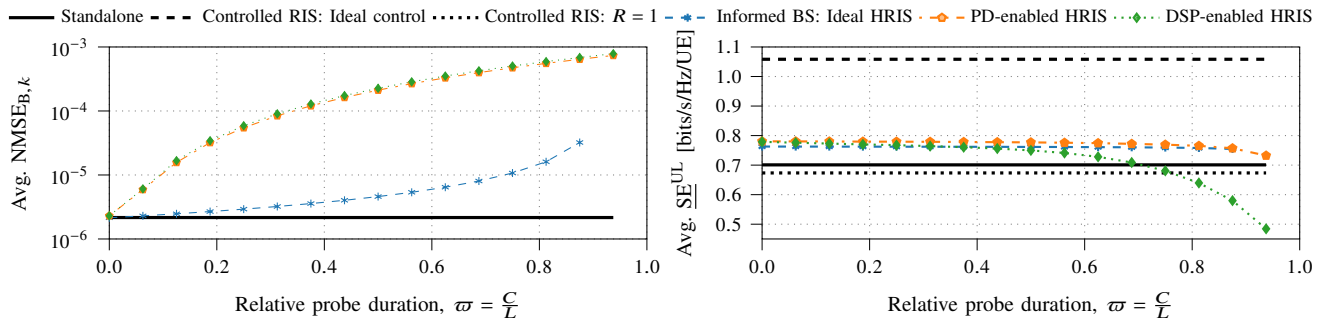 Standalone Controlled RIS: Ideal control Controlled RIS: R = 1 Informed BS: Ideal HRIS PD-enabled HRIS DSP-enabled HRIS
Avg. NMSE_B,k
10⁻³
10⁻⁴
10⁻⁵
10⁻⁶
0.0 0.2 0.4 0.6 0.8 1.0
Relative probe duration, ϖ = C/L
Avg. SE^UL [bits/s/Hz/UE]
1.1
1.0
0.9
0.8
0.7
0.6
0.5
0.0 0.2 0.4 0.6 0.8 1.0
Relative probe duration, ϖ = C/L